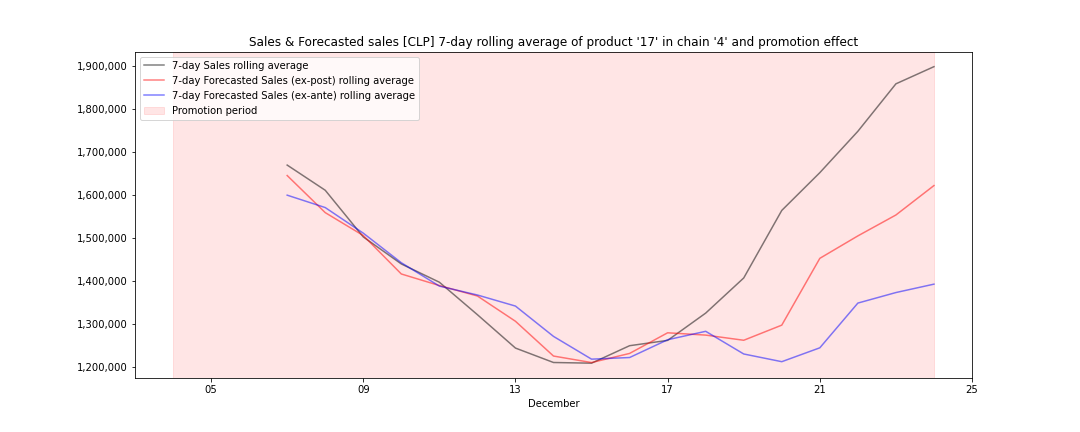 Sales & Forecasted sales [CLP] 7-day rolling average of product '17' in chain '4' and promotion effect
7-day Sales rolling average
7-day Forecasted Sales (ex-post) rolling average
7-day Forecasted Sales (ex-ante) rolling average
Promotion period
1,900,000
1,800,000
1,700,000
1,600,000
1,500,000
1,400,000
1,300,000
1,200,000
05 09 13 17 21 25
December